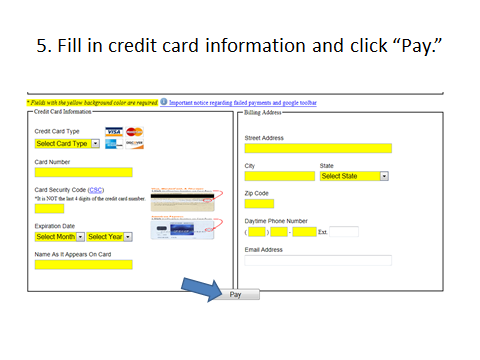 5. Fill in credit card information and click “Pay.”
* Fields with the yellow background color are required. Important notice regarding failed payments and google toolbar
Credit Card Information
Credit Card Type
VISA
Select Card Type
Card Number
Card Security Code (CSC)
*It is NOT the last 4 digits of the credit card number.
Expiration Date
Select Month Select Year
Name As It Appears On Card
Billing Address
Street Address
City State
Select State
Zip Code
Daytime Phone Number
( ) - Ext.
Email Address
Pay